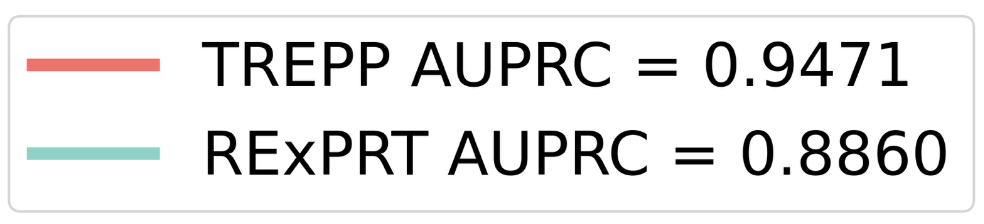 TREPP AUPRC = 0.9471
RExPRT AUPRC = 0.8860